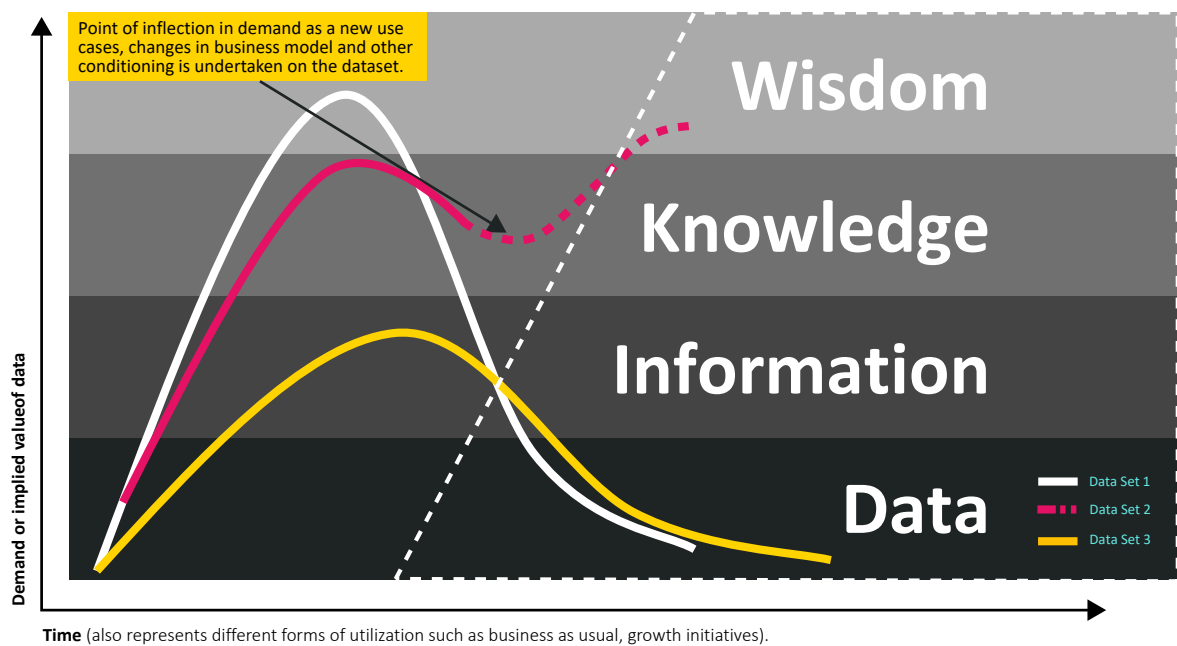 Point of inflection in demand as a new use
cases, changes in business model and other
conditioning is undertaken on the dataset.
Wisdom
Knowledge
Information
Data
Data Set 1
Data Set 2
Data Set 3
Demand or implied valueof data
Time (also represents different forms of utilization such as business as usual, growth initiatives).